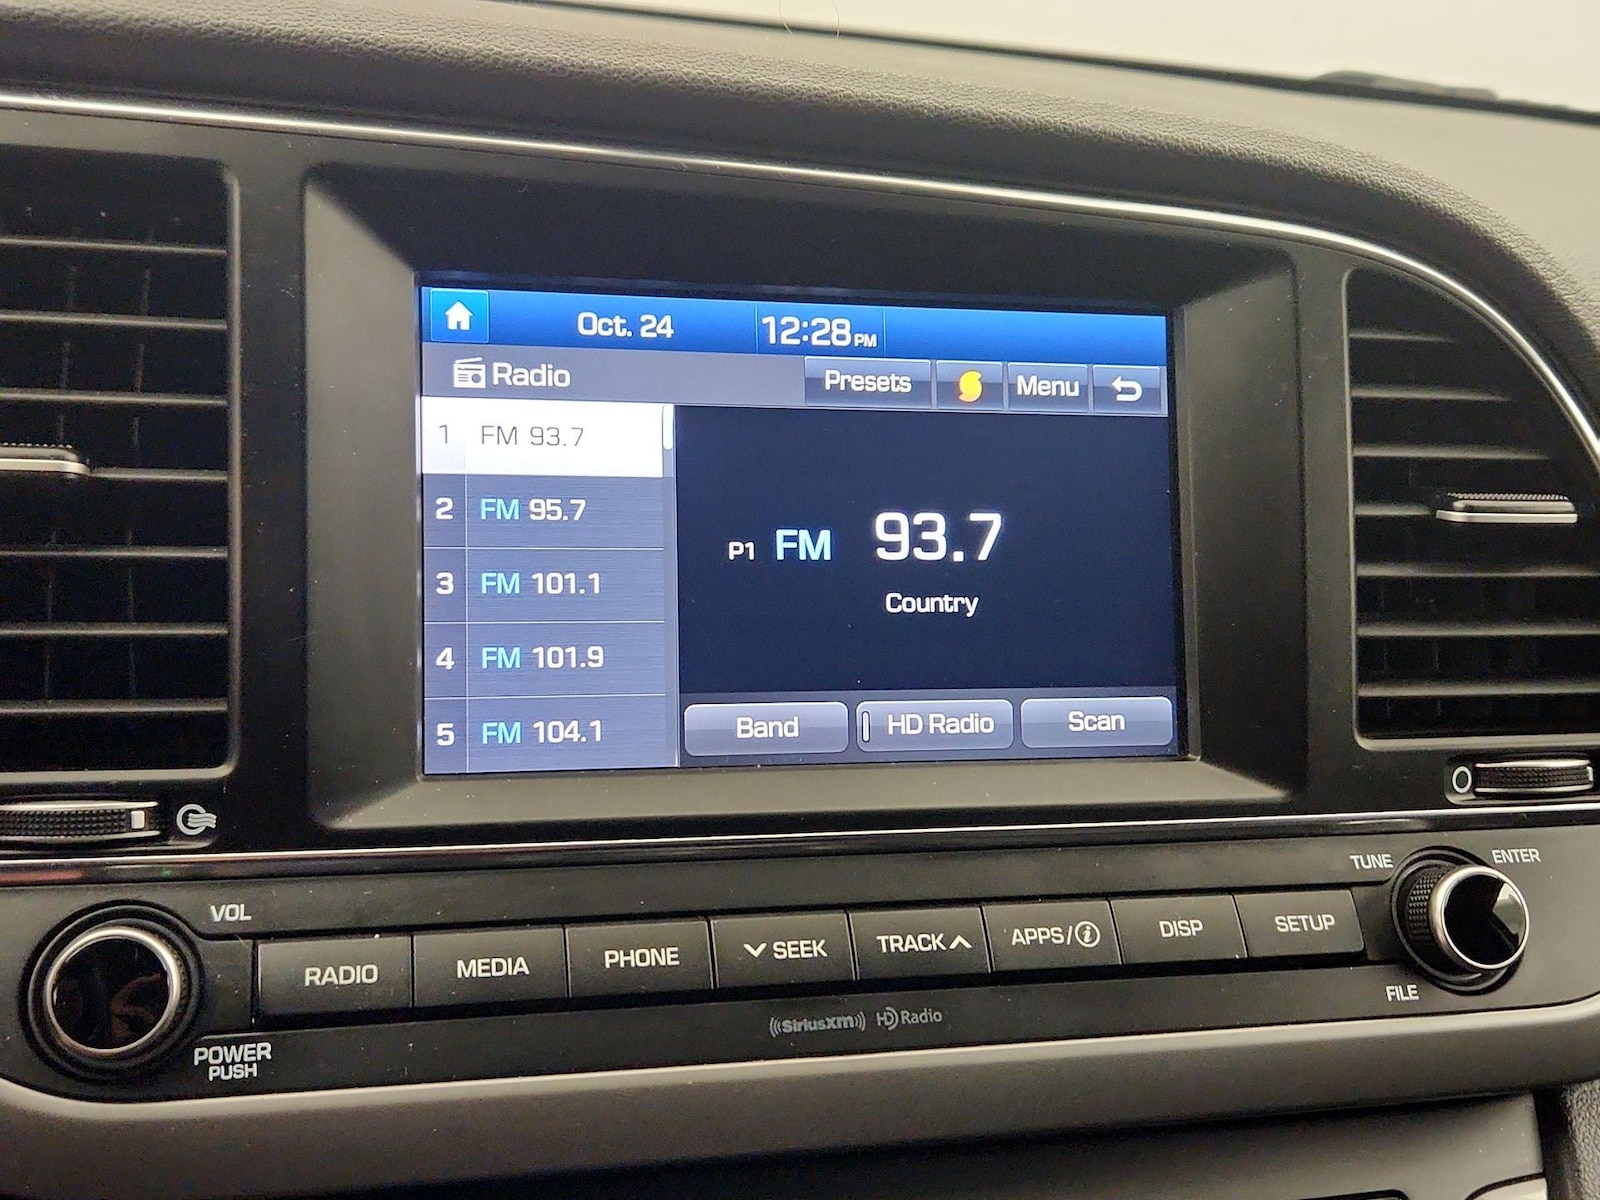 Oct. 24 12:28 PM
Radio Presets Menu
1 FM 93.7
2 FM 95.7
3 FM 101.1
4 FM 101.9
5 FM 104.1
P1 FM 93.7
Country
Band HD Radio Scan
VOL
POWER
PUSH
RADIO MEDIA PHONE SEEK TRACK APPS/i DISP SETUP
TUNE ENTER
FILE
((SiriusXM)) HD Radio